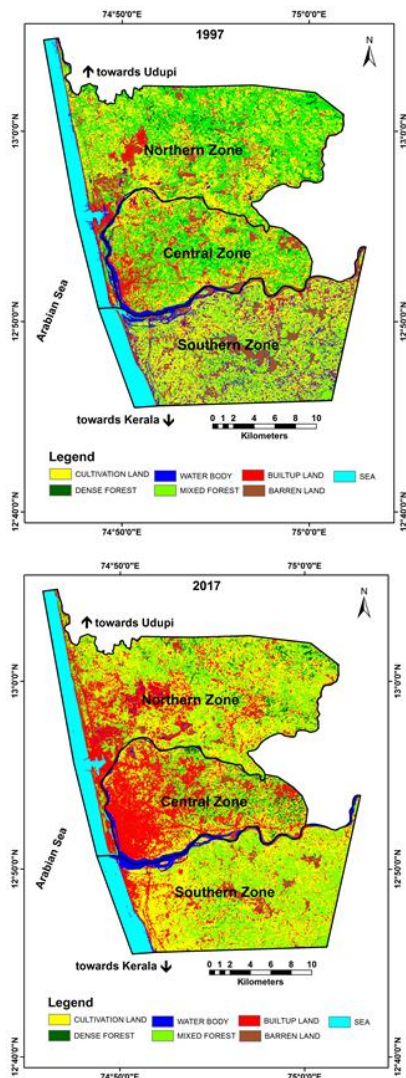 1997
74°50'0"E
75°0'0"E
N
↑ towards Udupi
13°0'0"N
13°0'0"N
Northern Zone
Central Zone
Arabian Sea
12°50'0"N
12°50'0"N
Southern Zone
towards Kerala ↓
0 1 2 4 6 8 10
Kilometers
Legend
CULTIVATION LAND
WATER BODY
BUILTUP LAND
SEA
DENSE FOREST
MIXED FOREST
BARREN LAND
12°40'0"N
12°40'0"N
74°50'0"E
75°0'0"E
2017
74°50'0"E
75°0'0"E
N
↑ towards Udupi
13°0'0"N
13°0'0"N
Northern Zone
Central Zone
Arabian Sea
12°50'0"N
12°50'0"N
Southern Zone
towards Kerala ↓
0 1 2 4 6 8 10
Kilometers
Legend
CULTIVATION LAND
WATER BODY
BUILTUP LAND
SEA
DENSE FOREST
MIXED FOREST
BARREN LAND
12°40'0"N
12°40'0"N
74°50'0"E
75°0'0"E